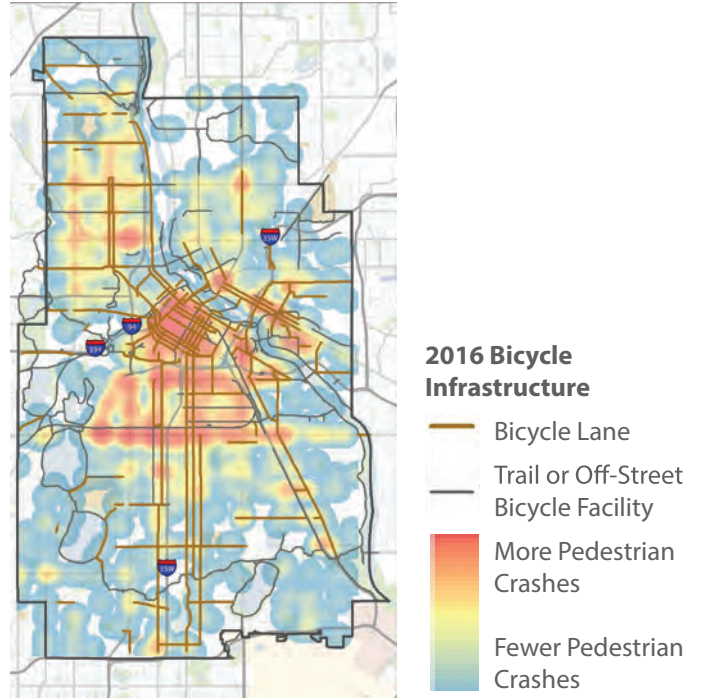 35W
94
394
35W
2016 Bicycle
Infrastructure
Bicycle Lane
Trail or Off-Street
Bicycle Facility
More Pedestrian
Crashes
Fewer Pedestrian
Crashes